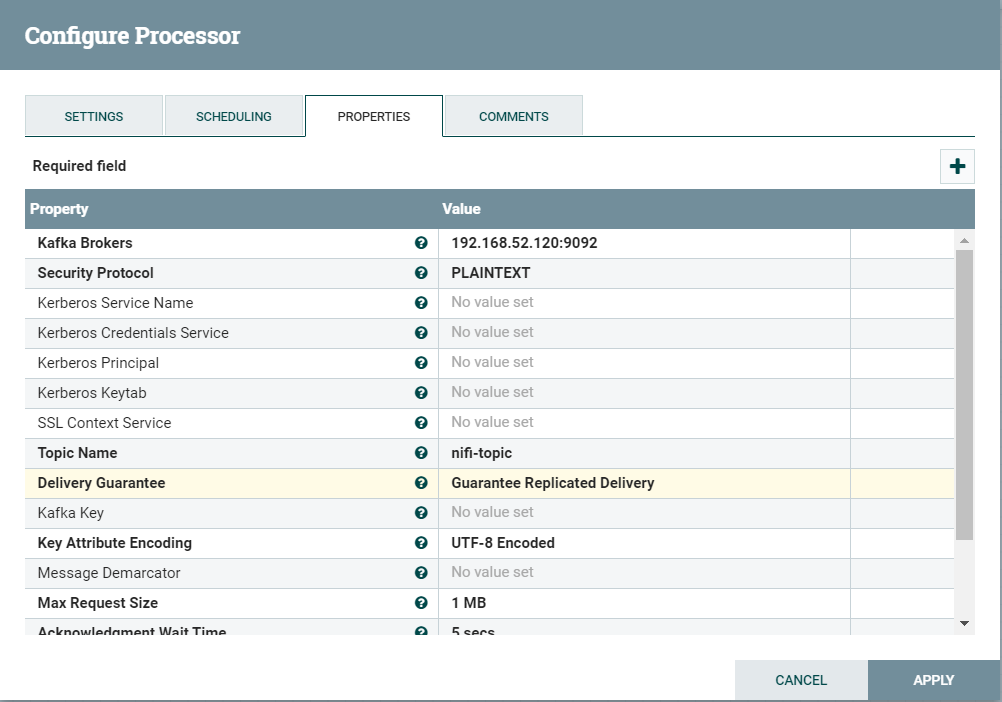 Configure Processor
SETTINGS SCHEDULING PROPERTIES COMMENTS
Required field
Property Value
Kafka Brokers 192.168.52.120:9092
Security Protocol PLAINTEXT
Kerberos Service Name No value set
Kerberos Credentials Service No value set
Kerberos Principal No value set
Kerberos Keytab No value set
SSL Context Service No value set
Topic Name nifi-topic
Delivery Guarantee Guarantee Replicated Delivery
Kafka Key No value set
Key Attribute Encoding UTF-8 Encoded
Message Demarcator No value set
Max Request Size 1 MB
Acknowledgment Wait Time 5 secs
CANCEL APPLY